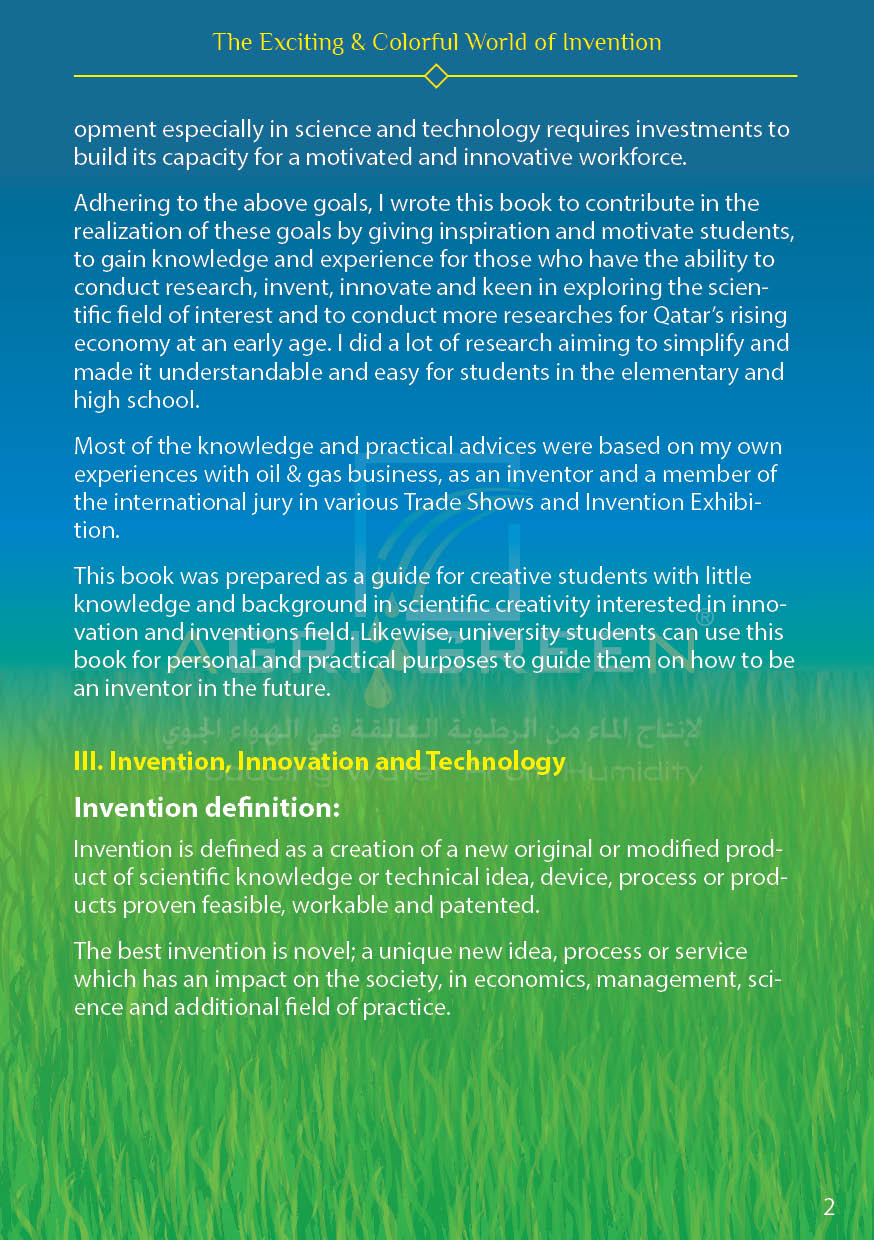 The Exciting & Colorful World of Invention
opment especially in science and technology requires investments to
build its capacity for a motivated and innovative workforce.
Adhering to the above goals, I wrote this book to contribute in the
realization of these goals by giving inspiration and motivate students,
to gain knowledge and experience for those who have the ability to
conduct research, invent, innovate and keen in exploring the scien-
tific field of interest and to conduct more researches for Qatar's rising
economy at an early age. I did a lot of research aiming to simplify and
made it understandable and easy for students in the elementary and
high school.
Most of the knowledge and practical advices were based on my own
experiences with oil & gas business, as an inventor and a member of
the international jury in various Trade Shows and Invention Exhibi-
tion.
This book was prepared as a guide for creative students with little
knowledge and background in scientific creativity interested in inno-
vation and inventions field. Likewise, university students can use this
book for personal and practical purposes to guide them on how to be
an inventor in the future.
AGRIGREEN ®
لإنتاج الماء من الرطوبة العالقة في الهواء الجوي
Producing Water From Humidity
III. Invention, Innovation and Technology
Invention definition:
Invention is defined as a creation of a new original or modified prod-
uct of scientific knowledge or technical idea, device, process or prod-
ucts proven feasible, workable and patented.
The best invention is novel; a unique new idea, process or service
which has an impact on the society, in economics, management, sci-
ence and additional field of practice.
2